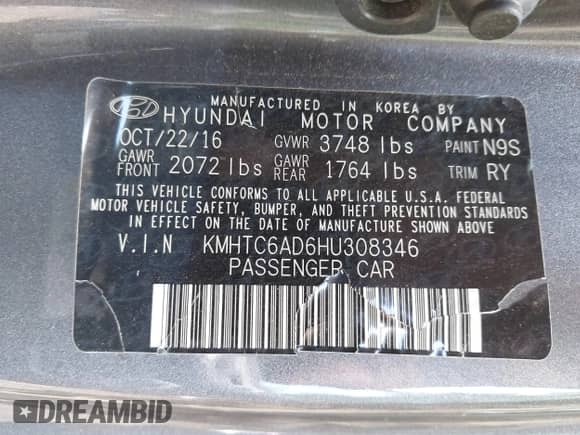 MANUFACTURED IN KOREA BY
HYUNDAI MOTOR COMPANY
OCT/22/16 GVWR 3748 lbs PAINT N9S
GAWR FRONT 2072 lbs GAWR REAR 1764 lbs TRIM RY
THIS VEHICLE CONFORMS TO ALL APPLICABLE U.S.A. FEDERAL
MOTOR VEHICLE SAFETY, BUMPER, AND THEFT PREVENTION STANDARDS
IN EFFECT ON THE DATE OF MANUFACTURE SHOWN ABOVE
V.I.N KMHTC6AD6HU308346
PASSENGER CAR
DREAMBID